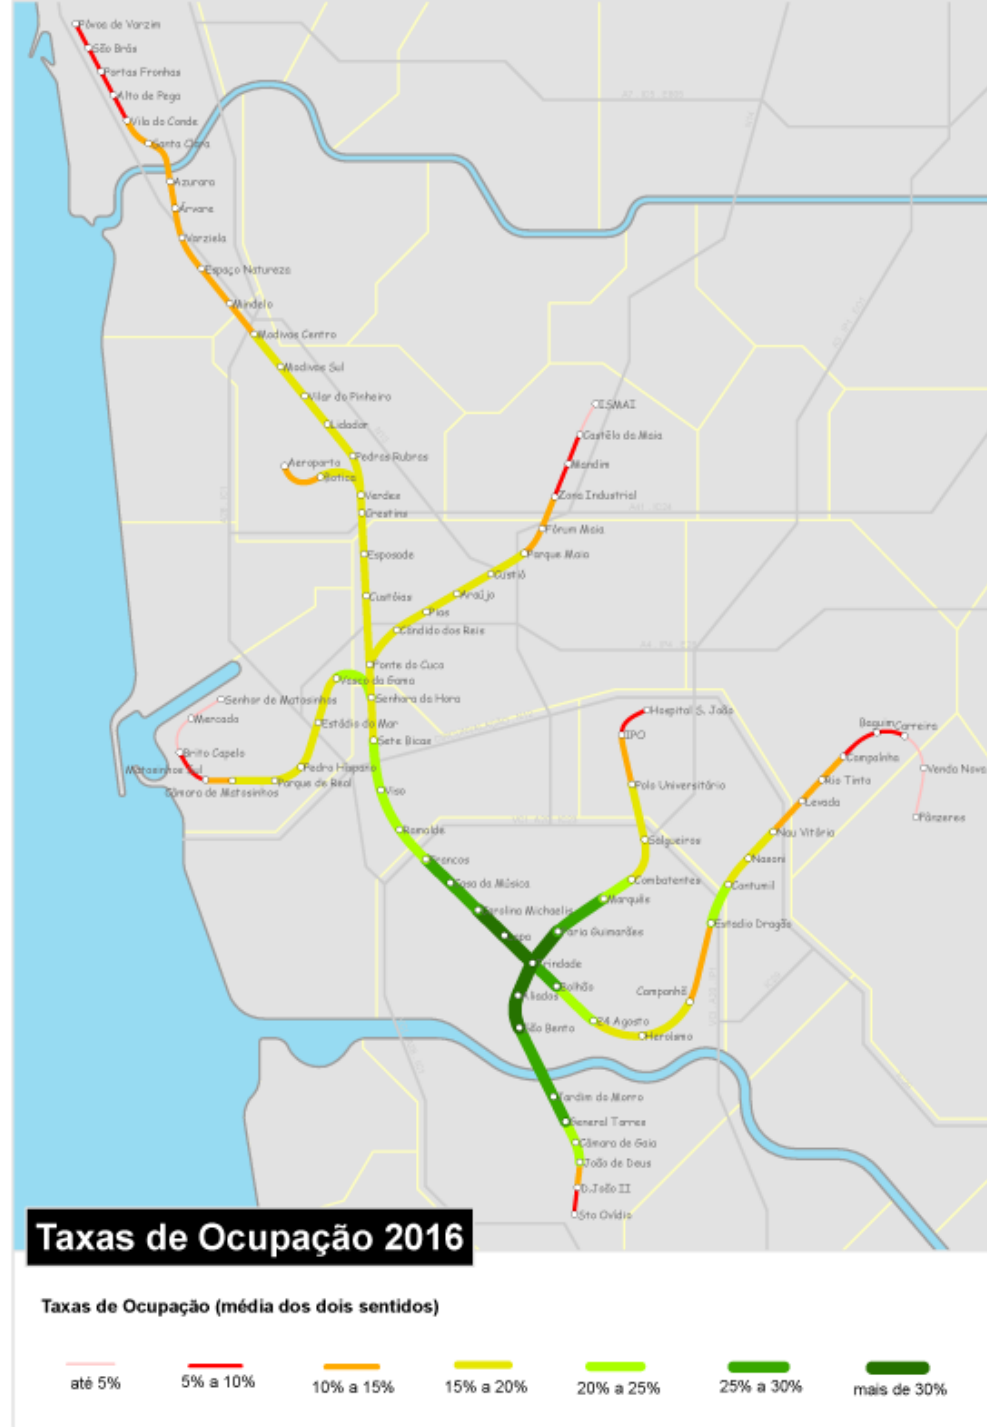 Póvoa de Varzim
São Brás
Portas Fronhas
Alto de Pega
Vila do Conde
Santa Clara
Azurara
Árvore
Varziela
Espaço Natureza
Mindelo
Modivas Centro
Modivas Sul
Vilar do Pinheiro
Lidador
Pedras Rubras
Aeroporto
Botica
Verdes
Crestins
Esposade
Custóias
ISMAI
Castêlo da Maia
Mandim
Zona Industrial
Fórum Maia
Parque Maia
Custió
Araújo
Pias
Cândido dos Reis
Fonte do Cuco
Vasco da Gama
Senhora da Hora
Senhor de Matosinhos
Mercado
Estádio do Mar
Sete Bicas
Brito Capelo
Matosinhos Sul
Pedro Hispano
Parque de Real
Câmara de Matosinhos
Viso
Ramalde
Francos
Casa da Música
Carolina Michaelis
Lapa
Hospital S. João
IPO
Polo Universitário
Salgueiros
Combatentes
Marquês
Faria Guimarães
Trindade
Bolhão
Aliados
24 Agosto
São Bento
Heroísmo
Campanhã
Estadio Dragão
Contumil
Nasoni
Nau Vitória
Levada
Rio Tinto
Campainha
Baguim
Carreira
Venda Nova
Fânzeres
Jardim do Morro
General Torres
Câmara de Gaia
João de Deus
D.João II
Sto Ovídio
Taxas de Ocupação 2016
Taxas de Ocupação (média dos dois sentidos)
até 5%
5% a 10%
10% a 15%
15% a 20%
20% a 25%
25% a 30%
mais de 30%